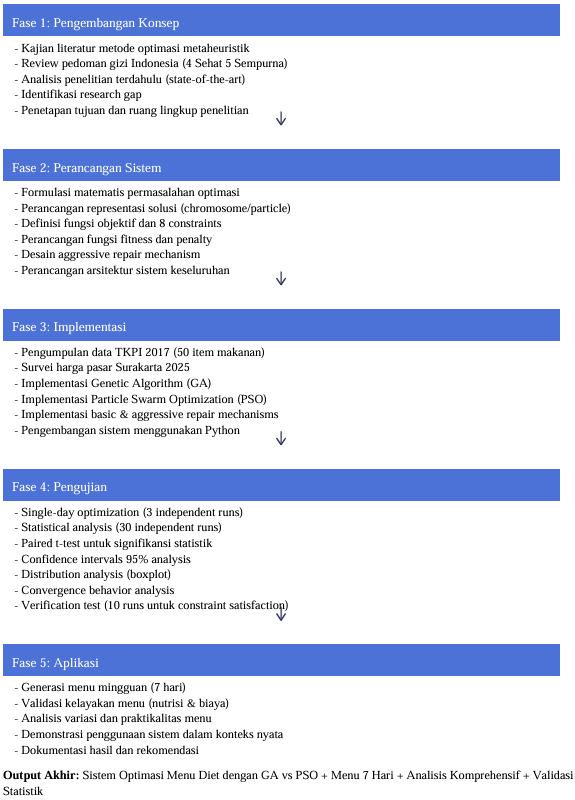 Fase 1: Pengembangan Konsep
- Kajian literatur metode optimasi metaheuristik
- Review pedoman gizi Indonesia (4 Sehat 5 Sempurna)
- Analisis penelitian terdahulu (state-of-the-art)
- Identifikasi research gap
- Penetapan tujuan dan ruang lingkup penelitian
Fase 2: Perancangan Sistem
- Formulasi matematis permasalahan optimasi
- Perancangan representasi solusi (chromosome/particle)
- Definisi fungsi objektif dan 8 constraints
- Perancangan fungsi fitness dan penalty
- Desain aggressive repair mechanism
- Perancangan arsitektur sistem keseluruhan
Fase 3: Implementasi
- Pengumpulan data TKPI 2017 (50 item makanan)
- Survei harga pasar Surakarta 2025
- Implementasi Genetic Algorithm (GA)
- Implementasi Particle Swarm Optimization (PSO)
- Implementasi basic & aggressive repair mechanisms
- Pengembangan sistem menggunakan Python
Fase 4: Pengujian
- Single-day optimization (3 independent runs)
- Statistical analysis (30 independent runs)
- Paired t-test untuk signifikansi statistik
- Confidence intervals 95% analysis
- Distribution analysis (boxplot)
- Convergence behavior analysis
- Verification test (10 runs untuk constraint satisfaction)
Fase 5: Aplikasi
- Generasi menu mingguan (7 hari)
- Validasi kelayakan menu (nutrisi & biaya)
- Analisis variasi dan praktikalitas menu
- Demonstrasi penggunaan sistem dalam konteks nyata
- Dokumentasi hasil dan rekomendasi
Output Akhir: Sistem Optimasi Menu Diet dengan GA vs PSO + Menu 7 Hari + Analisis Komprehensif + Validasi
Statistik